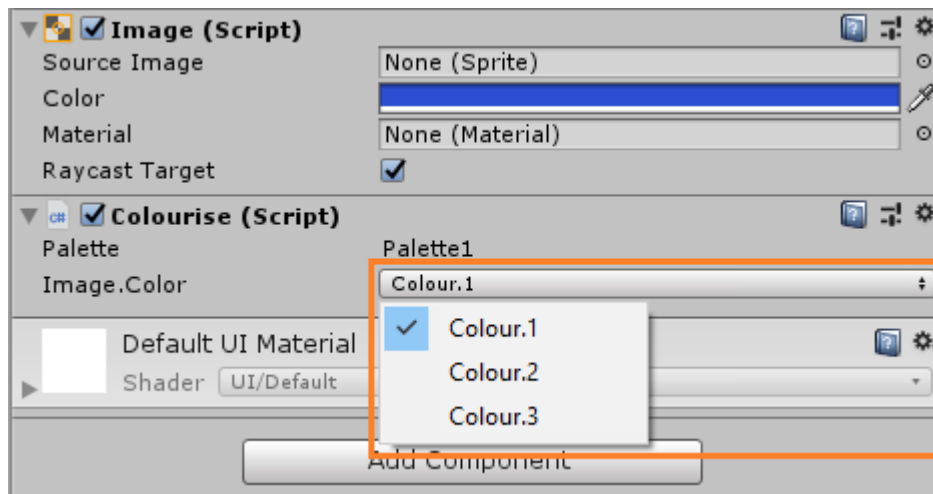 Image (Script)
Source Image None (Sprite)
Color
Material None (Material)
Raycast Target
c# Colourise (Script)
Palette Palette1
Image.Color Colour.1
Colour.1
Default UI Material
Colour.2
Shader UI/Default
Colour.3
Add Component